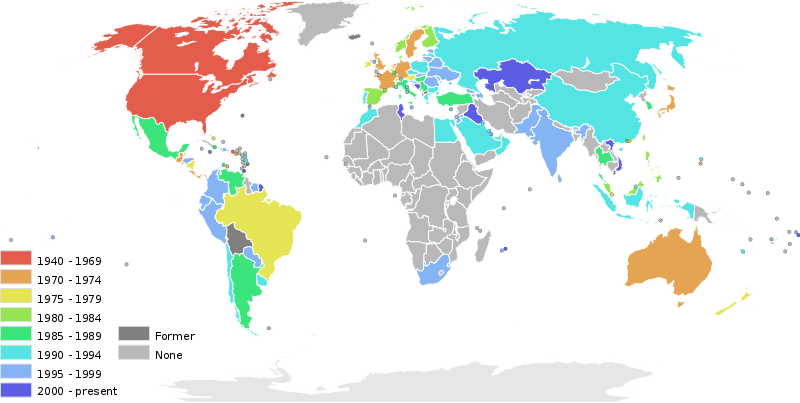 1940 - 1969
1970 - 1974
1975 - 1979
1980 - 1984
1985 - 1989
1990 - 1994
1995 - 1999
2000 - present
Former
None